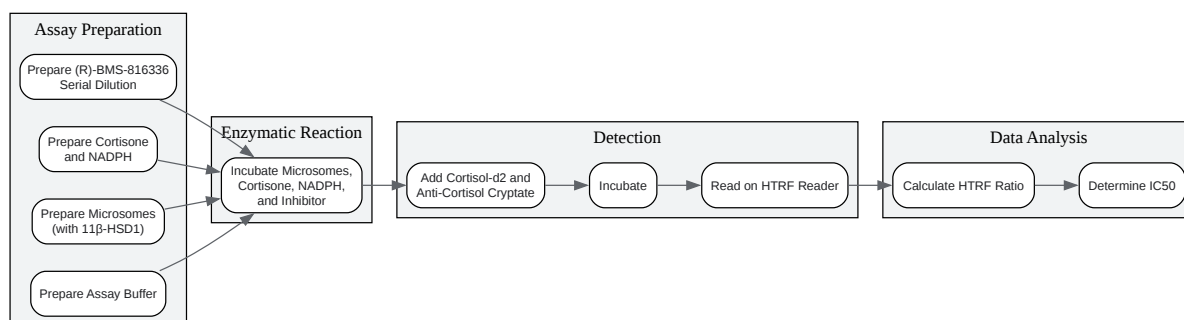 Assay Preparation
Prepare (R)-BMS-816336
Serial Dilution
Prepare Cortisone
and NADPH
Prepare Microsomes
(with 11β-HSD1)
Prepare Assay Buffer
Enzymatic Reaction
Incubate Microsomes,
Cortisone, NADPH,
and Inhibitor
Detection
Add Cortisol-d2 and
Anti-Cortisol Cryptate
Incubate
Read on HTRF Reader
Data Analysis
Calculate HTRF Ratio
Determine IC50